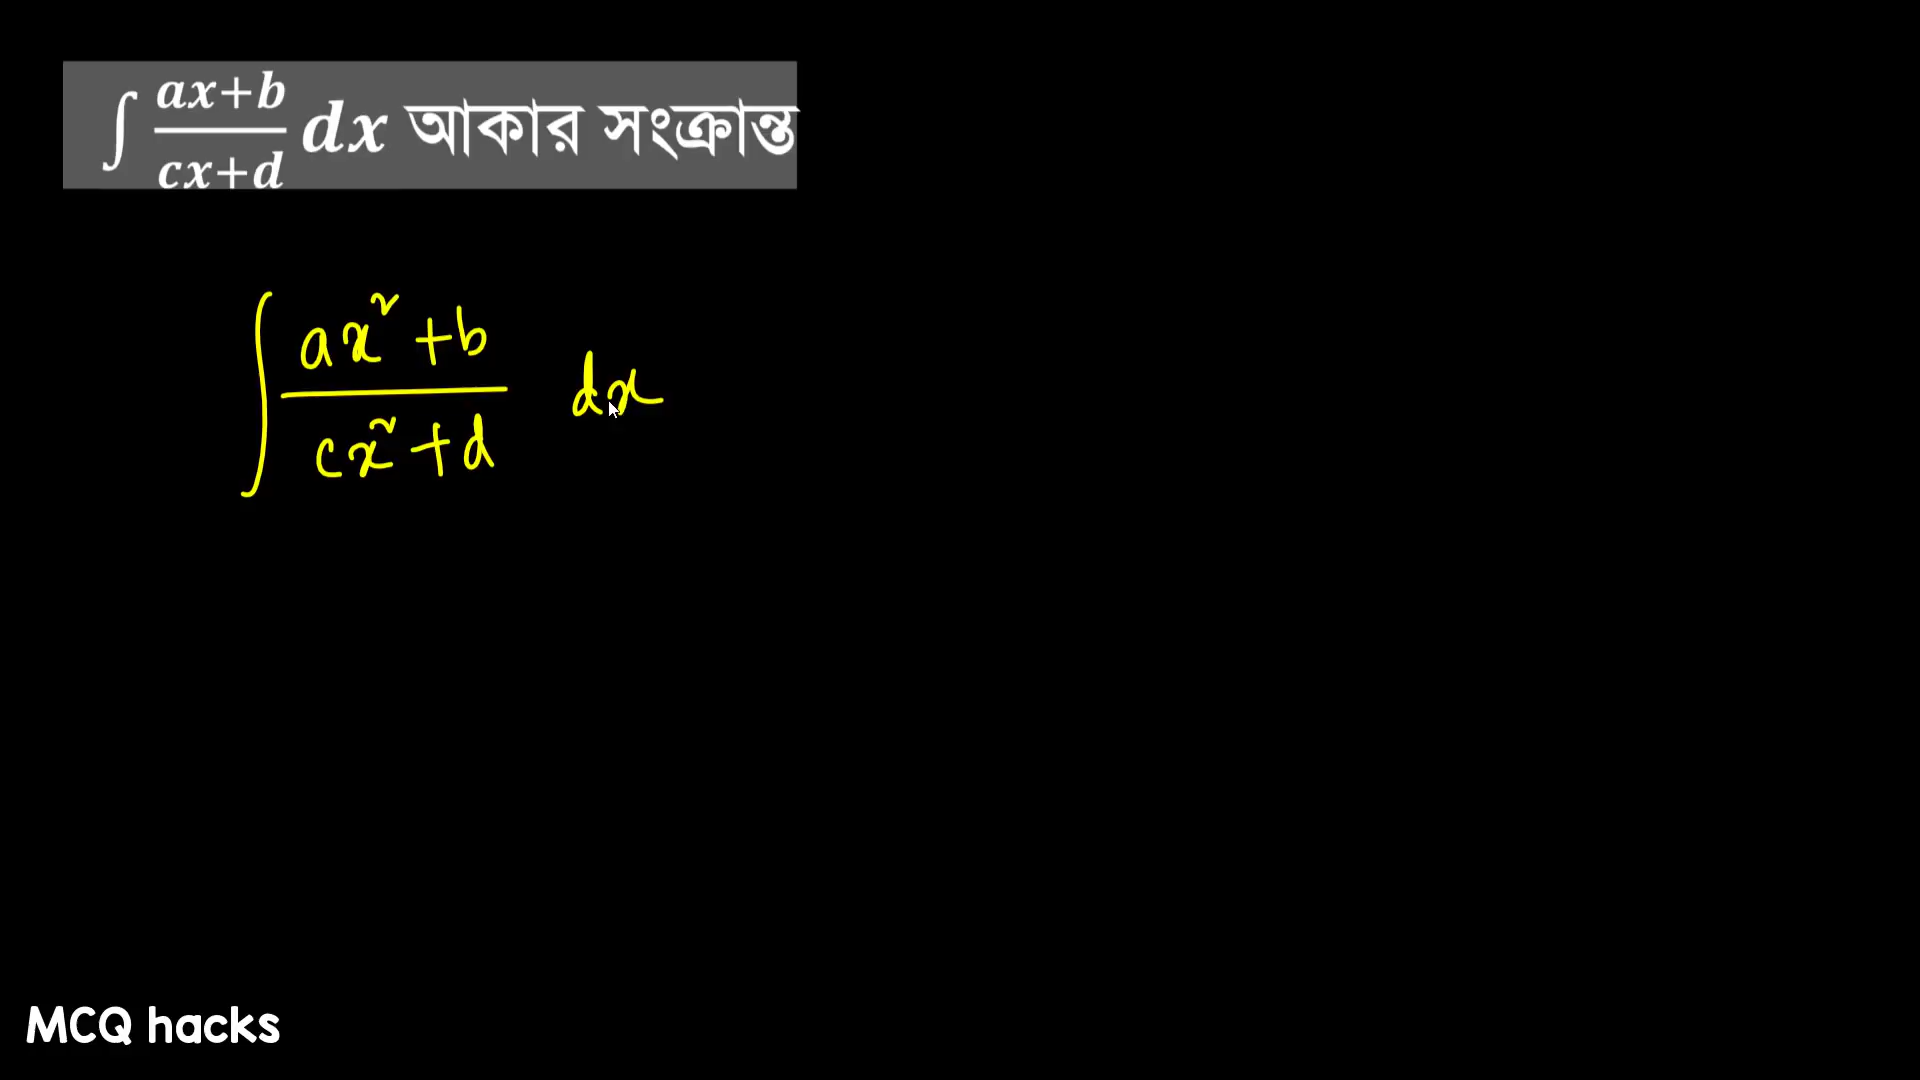 ∫ ax+b / cx+d dx আকার সংক্রান্ত
∫ ax² + b / cx² + d dx
MCQ hacks